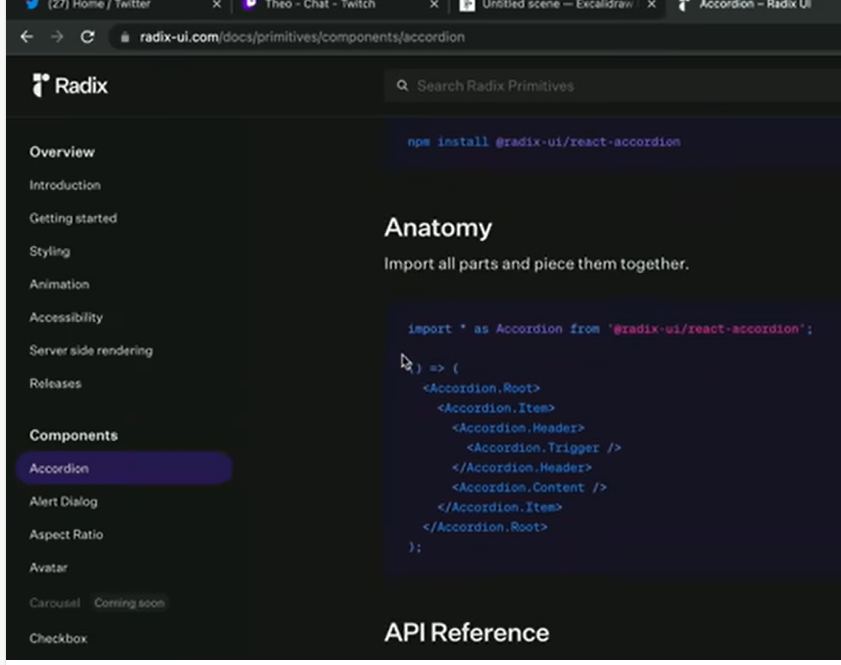 (27) Home / Twitter
Theo - Chat - Twitch
Untitled scene — Excalidraw
Accordion – Radix UI
radix-ui.com/docs/primitives/components/accordion
Radix
Search Radix Primitives
Overview
Introduction
Getting started
Styling
Animation
Accessibility
Server side rendering
Releases
Components
Accordion
Alert Dialog
Aspect Ratio
Avatar
Carousel Coming soon
Checkbox
npm install @radix-ui/react-accordion
Anatomy
Import all parts and piece them together.
import * as Accordion from '@radix-ui/react-accordion';
() => (
<Accordion.Root>
<Accordion.Item>
<Accordion.Header>
<Accordion.Trigger />
</Accordion.Header>
<Accordion.Content />
</Accordion.Item>
</Accordion.Root>
);
API Reference